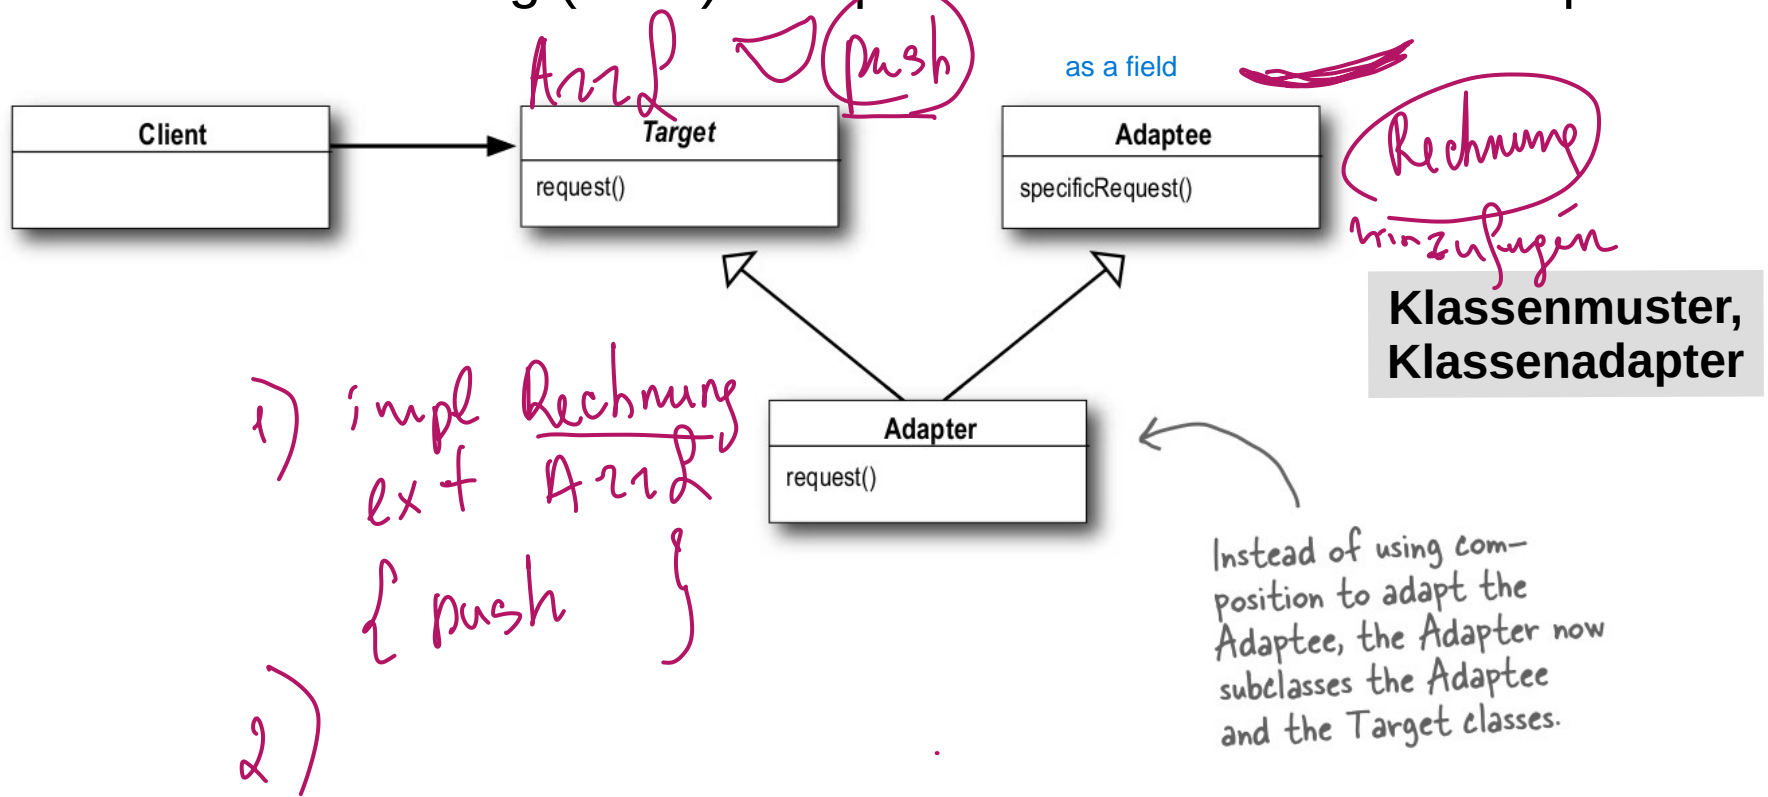 ArrL push
as a field
Client
Target
request()
Adaptee
specificRequest()
Rechnung
hinzufügen
Klassenmuster,
Klassenadapter
1) impl Rechnung
ext ArrL
{ push }
2)
Adapter
request()
Instead of using com-
position to adapt the
Adaptee, the Adapter now
subclasses the Adaptee
and the Target classes.